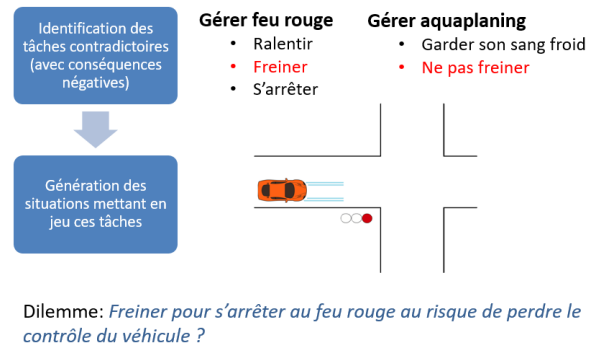 Identification des
tâches contradictoires
(avec conséquences
négatives)
Gérer feu rouge
• Ralentir
• Freiner
• S’arrêter
Gérer aquaplaning
• Garder son sang froid
• Ne pas freiner
Génération des
situations mettant en
jeu ces tâches
Dilemme: Freiner pour s’arrêter au feu rouge au risque de perdre le
contrôle du véhicule ?